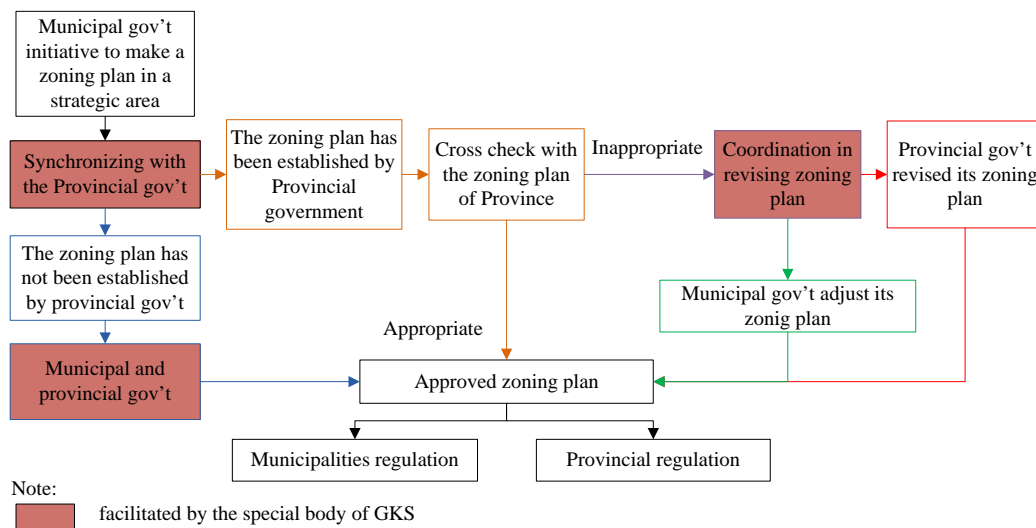 Municipal gov’t
initiative to make a
zoning plan in a
strategic area
Synchronizing with
the Provincial gov’t
The zoning plan has
been established by
Provincial
government
Cross check with
the zoning plan
of Province
Inappropriate
Coordination in
revising zoning
plan
Provincial gov’t
revised its zoning
plan
The zoning plan has
not been established
by provincial gov’t
Municipal gov’t adjust its
zonig plan
Appropriate
Municipal and
provincial gov’t
Approved zoning plan
Municipalities regulation
Provincial regulation
Note:
facilitated by the special body of GKS